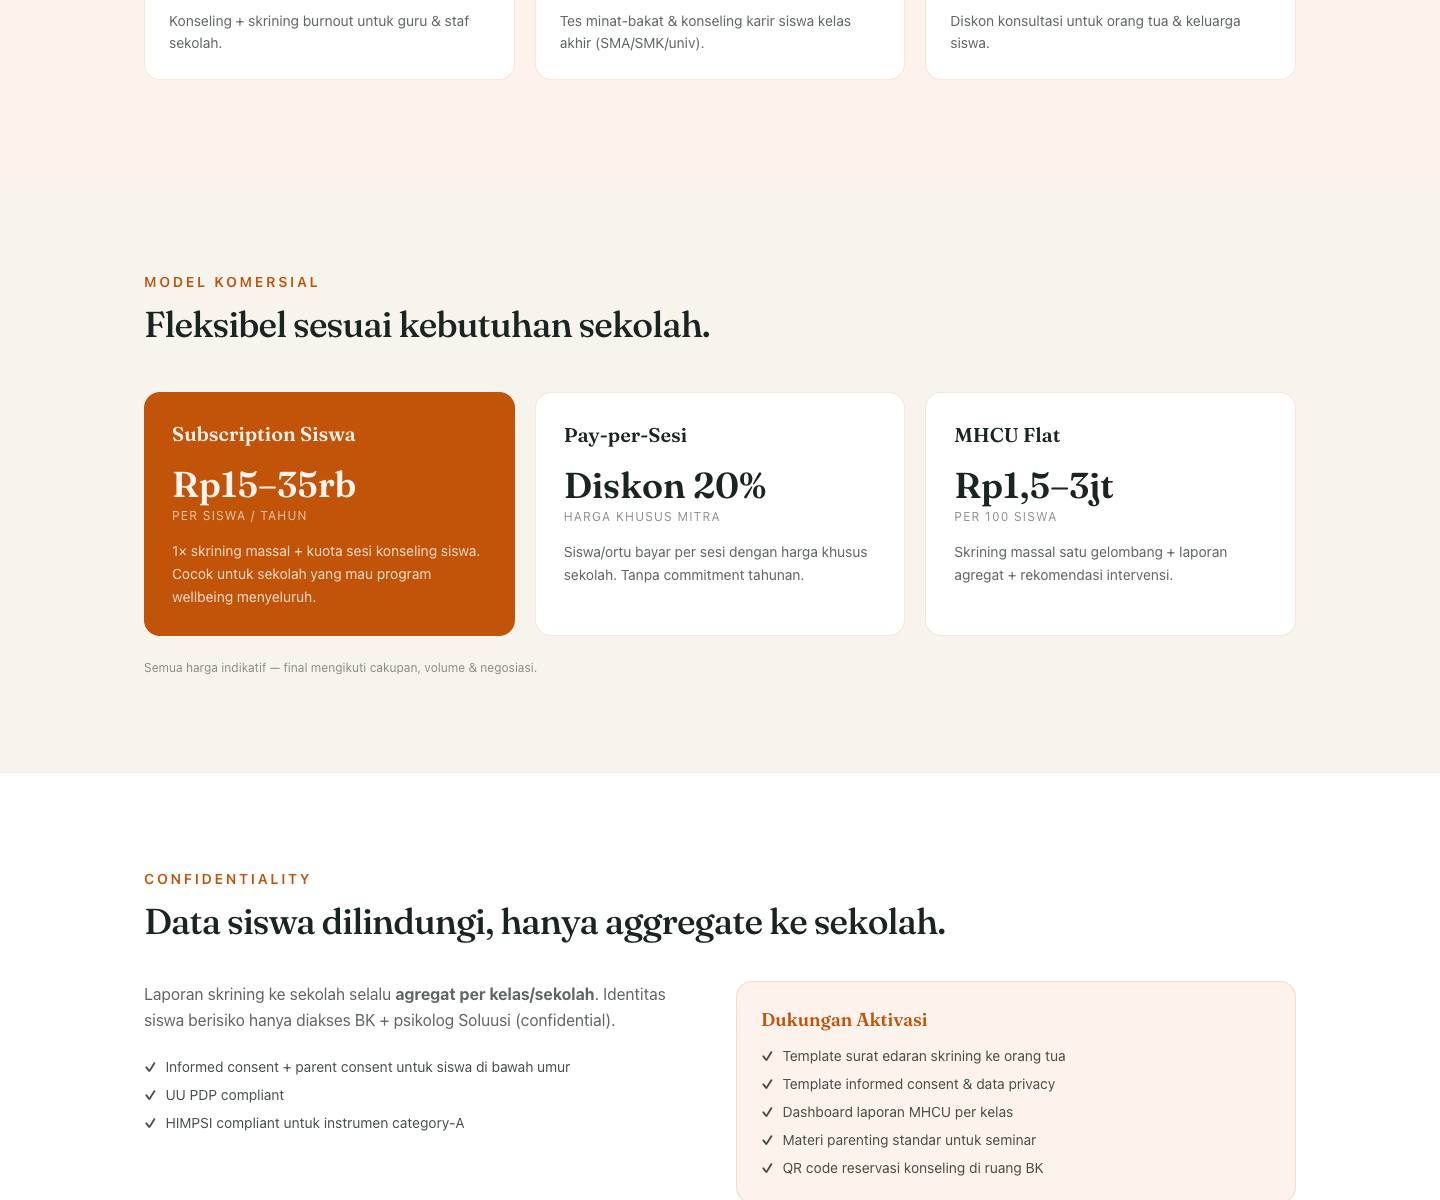 Konseling + skrining burnout untuk guru & staf
sekolah.
Tes minat-bakat & konseling karir siswa kelas
akhir (SMA/SMK/univ).
Diskon konsultasi untuk orang tua & keluarga
siswa.
MODEL KOMERSIAL
Fleksibel sesuai kebutuhan sekolah.
Subscription Siswa
Rp15–35rb
PER SISWA / TAHUN
1× skrining massal + kuota sesi konseling siswa.
Cocok untuk sekolah yang mau program
wellbeing menyeluruh.
Pay-per-Sesi
Diskon 20%
HARGA KHUSUS MITRA
Siswa/ortu bayar per sesi dengan harga khusus
sekolah. Tanpa commitment tahunan.
MHCU Flat
Rp1,5–3jt
PER 100 SISWA
Skrining massal satu gelombang + laporan
agregat + rekomendasi intervensi.
Semua harga indikatif — final mengikuti cakupan, volume & negosiasi.
CONFIDENTIALITY
Data siswa dilindungi, hanya aggregate ke sekolah.
Laporan skrining ke sekolah selalu agregat per kelas/sekolah. Identitas
siswa berisiko hanya diakses BK + psikolog Soluusi (confidential).
✓ Informed consent + parent consent untuk siswa di bawah umur
✓ UU PDP compliant
✓ HIMPSI compliant untuk instrumen category-A
Dukungan Aktivasi
✓ Template surat edaran skrining ke orang tua
✓ Template informed consent & data privacy
✓ Dashboard laporan MHCU per kelas
✓ Materi parenting standar untuk seminar
✓ QR code reservasi konseling di ruang BK